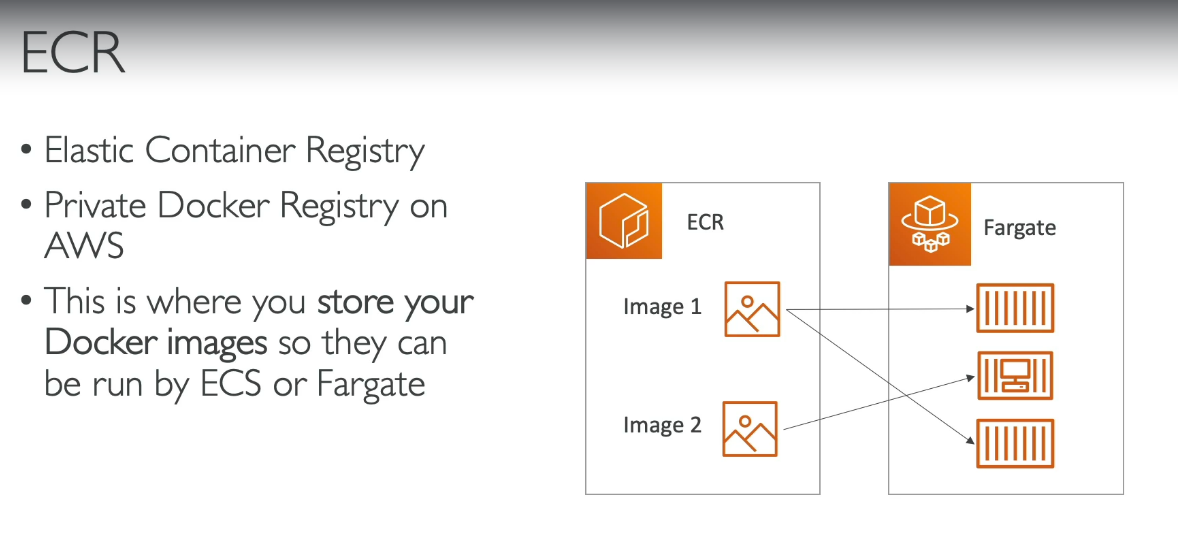 ECR
• Elastic Container Registry
• Private Docker Registry on
AWS
• This is where you store your
Docker images so they can
be run by ECS or Fargate
ECR
Image 1
Image 2
Fargate